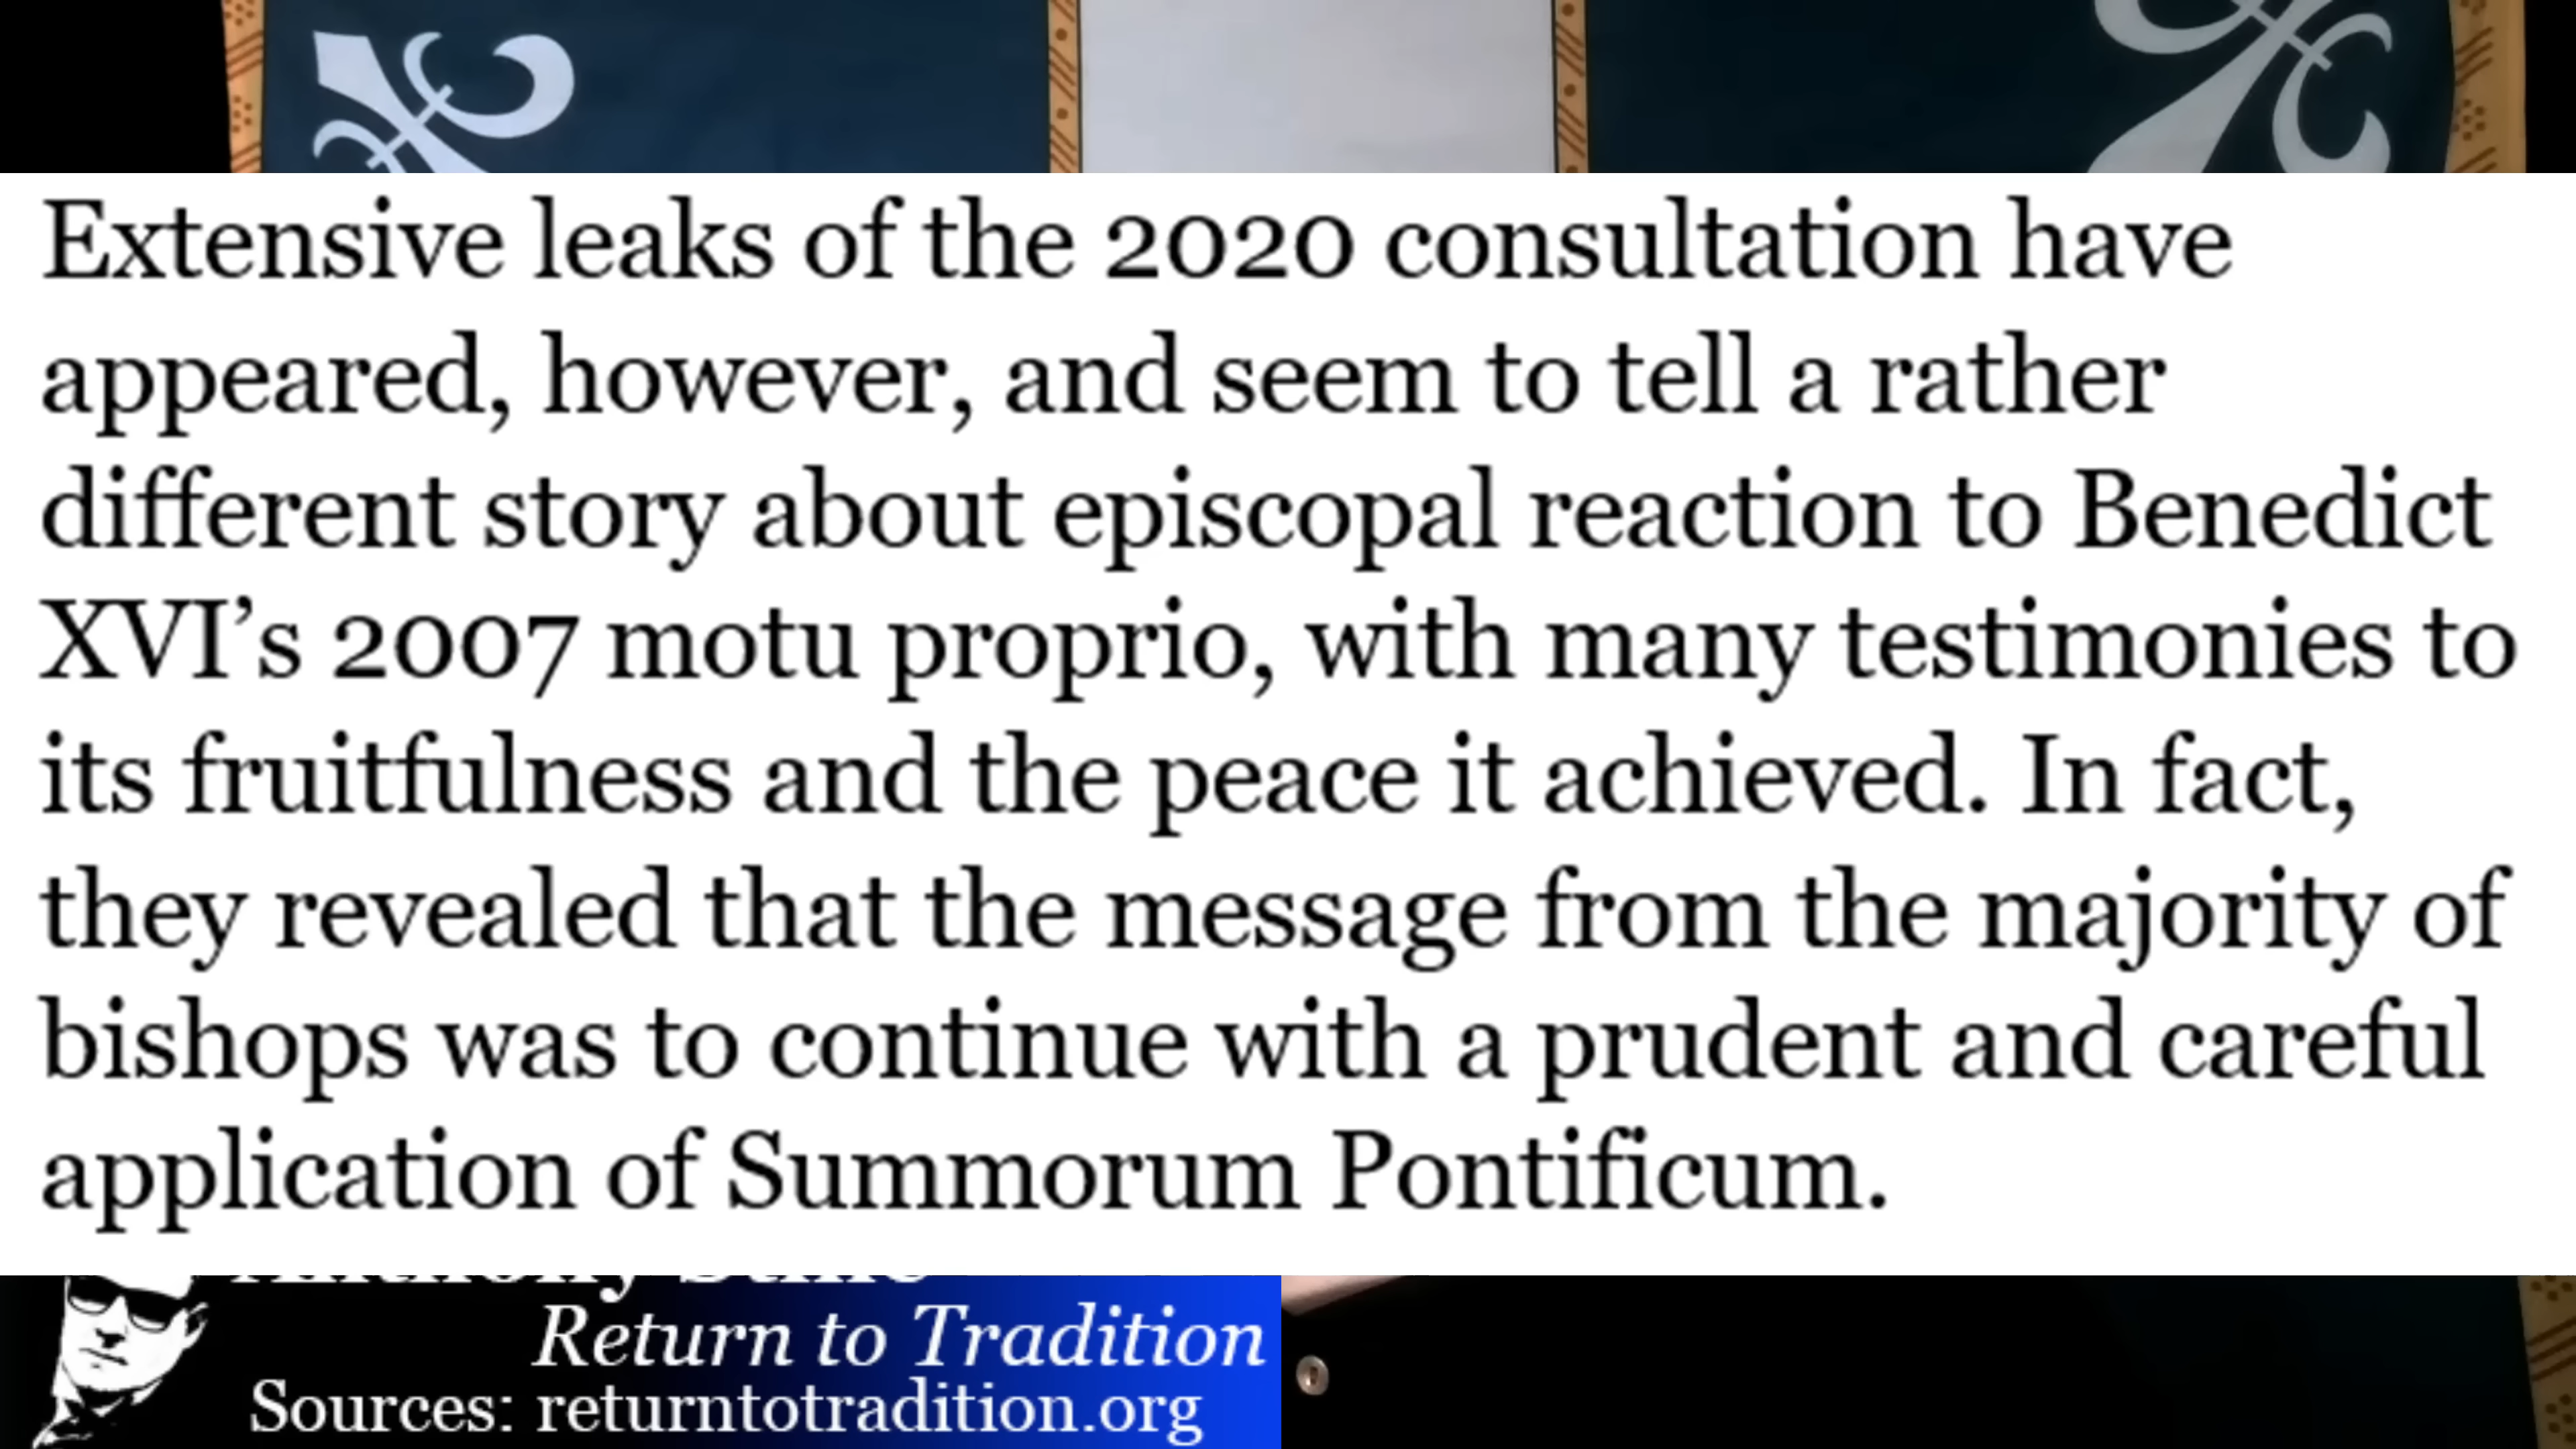 Extensive leaks of the 2020 consultation have
appeared, however, and seem to tell a rather
different story about episcopal reaction to Benedict
XVI’s 2007 motu proprio, with many testimonies to
its fruitfulness and the peace it achieved. In fact,
they revealed that the message from the majority of
bishops was to continue with a prudent and careful
application of Summorum Pontificum.
Return to Tradition
Sources: returntotradition.org